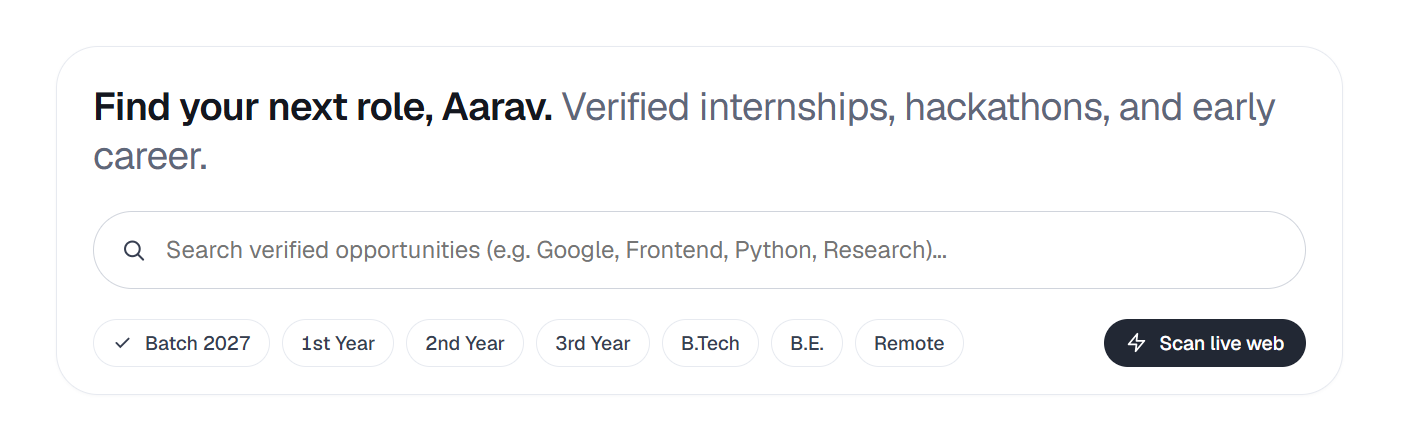 Find your next role, Aarav. Verified internships, hackathons, and early
career.
Search verified opportunities (e.g. Google, Frontend, Python, Research)...
Batch 2027 1st Year 2nd Year 3rd Year B.Tech B.E. Remote Scan live web